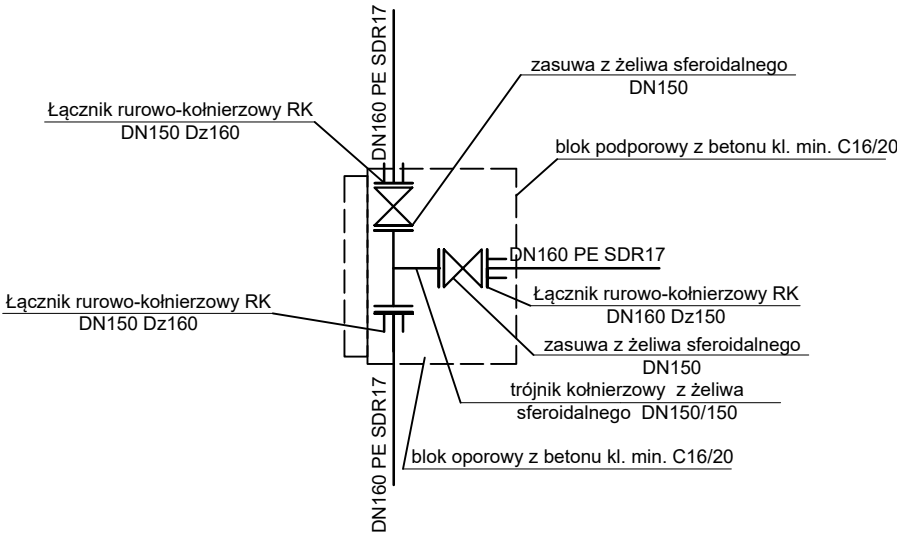 DN160 PE SDR17
zasuwa z żeliwa sferoidalnego
DN150
Łącznik rurowo-kołnierzowy RK
DN150 Dz160
blok podporowy z betonu kl. min. C16/20
DN160 PE SDR17
Łącznik rurowo-kołnierzowy RK
DN160 Dz150
Łącznik rurowo-kołnierzowy RK
DN150 Dz160
zasuwa z żeliwa sferoidalnego
DN150
trójnik kołnierzowy z żeliwa
sferoidalnego DN150/150
blok oporowy z betonu kl. min. C16/20
DN160 PE SDR17